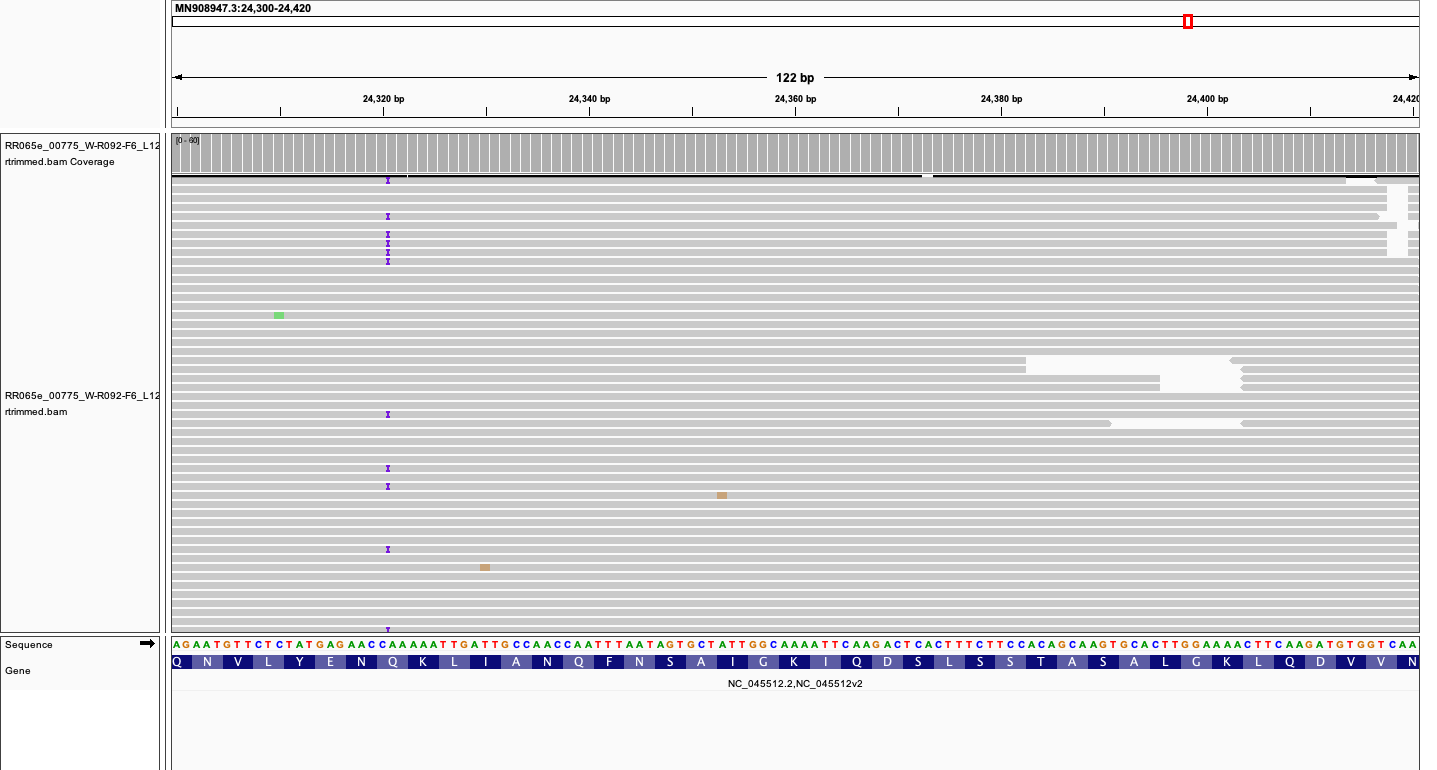 MN908947.3:24,300-24,420
122 bp
24,320 bp 24,340 bp 24,360 bp 24,380 bp 24,400 bp 24,420
RR065e_00775_W-R092-F6_L12
rtrimmed.bam Coverage
[0 - 60]
RR065e_00775_W-R092-F6_L12
rtrimmed.bam
Sequence
AGAATGTTCTCTATGAGAACCAAAAATTGATTGCCAACCAATTTAATAGTGCTATTGGCAAAATTCAAGACTCACTTTCTTCCACAGCAAGTGCACTTGGAAAACTTCAAGATGTGGTCAA
Gene
Q N V L Y E N Q K L I A N Q F N S A I G K I Q D S L S S T A S A L G K L Q D V V N
NC_045512.2,NC_045512v2